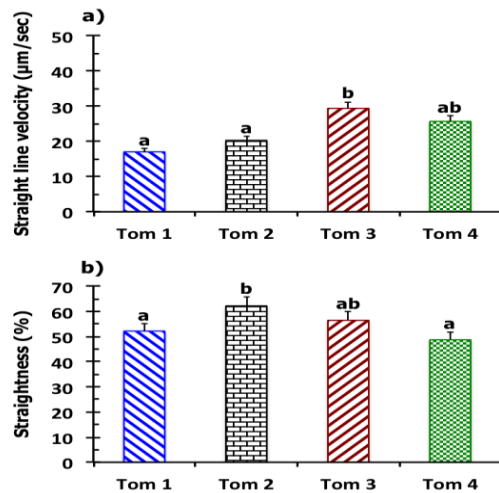 a)
Straight line velocity (µm/sec)
50
40
30
20
10
0
a
a
b
ab
Tom 1 Tom 2 Tom 3 Tom 4
b)
Straightness (%)
70
60
50
40
30
20
10
0
a
b
ab
a
Tom 1 Tom 2 Tom 3 Tom 4